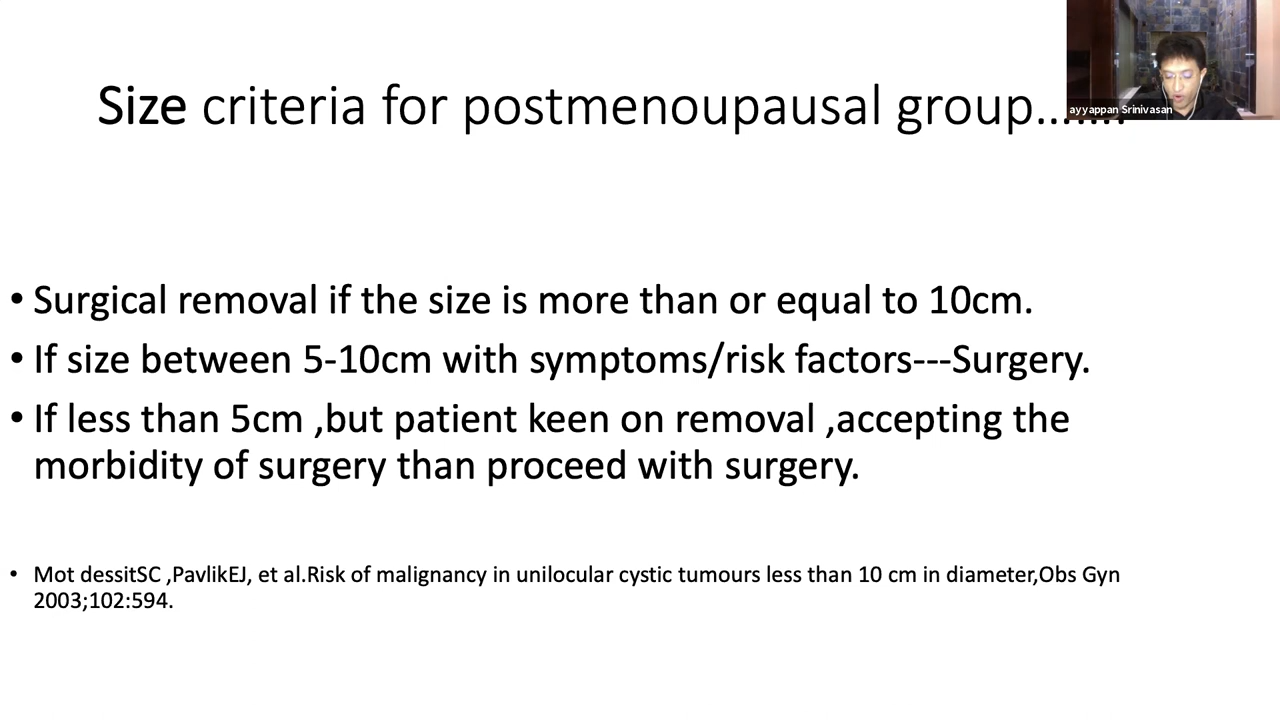 Size criteria for postmenoupausal group.......
ayyappan Srinivasan
• Surgical removal if the size is more than or equal to 10cm.
• If size between 5-10cm with symptoms/risk factors---Surgery.
• If less than 5cm ,but patient keen on removal ,accepting the
morbidity of surgery than proceed with surgery.
• Mot dessitSC ,PavlikEJ, et al.Risk of malignancy in unilocular cystic tumours less than 10 cm in diameter,Obs Gyn
2003;102:594.